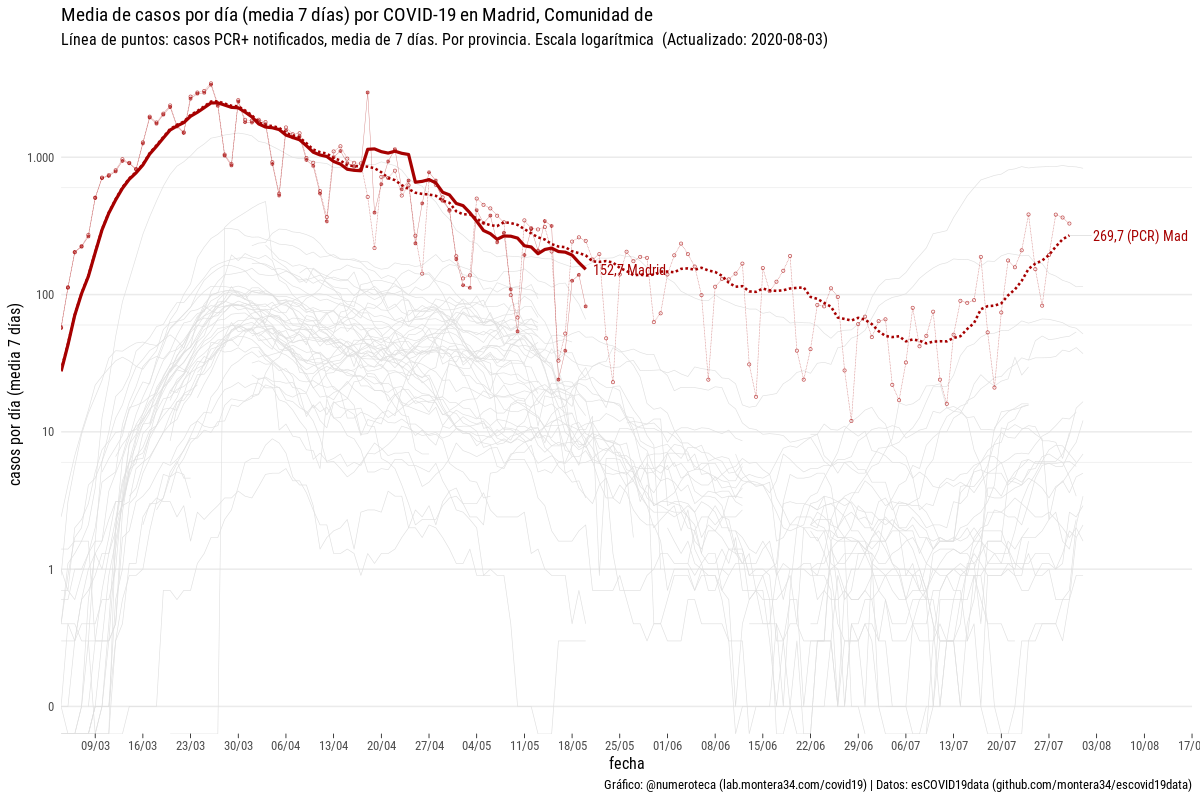 Media de casos por día (media 7 días) por COVID-19 en Madrid, Comunidad de
Línea de puntos: casos PCR+ notificados, media de 7 días. Por provincia. Escala logarítmica (Actualizado: 2020-08-03)
casos por día (media 7 días)
1.000
100
10
1
0
269,7 (PCR) Mad
152,7 Madrid
09/03 16/03 23/03 30/03 06/04 13/04 20/04 27/04 04/05 11/05 18/05 25/05 01/06 08/06 15/06 22/06 29/06 06/07 13/07 20/07 27/07 03/08 10/08 17/0
fecha
Gráfico: @numeroteca (lab.montera34.com/covid19) | Datos: esCOVID19data (github.com/montera34/escovid19data)